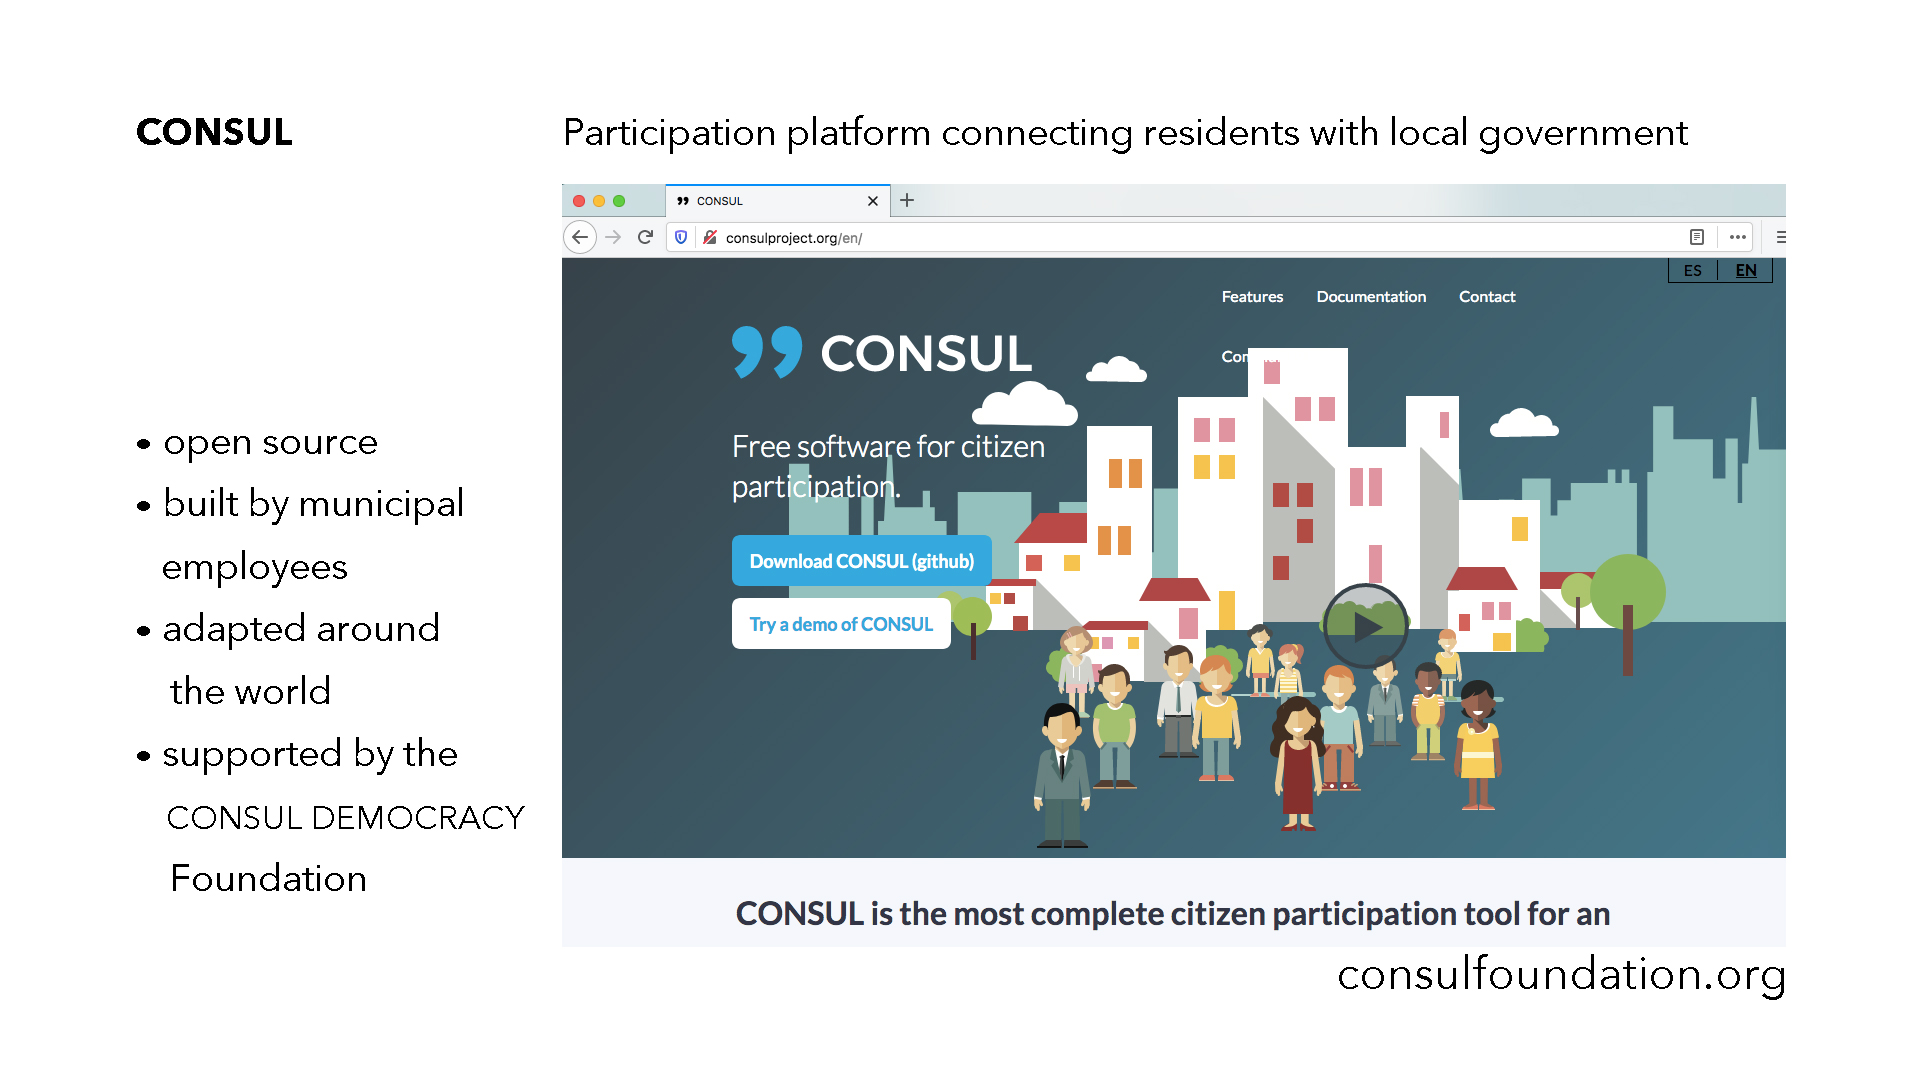 CONSUL
Participation platform connecting residents with local government
• open source
• built by municipal
employees
• adapted around
the world
• supported by the
CONSUL DEMOCRACY
Foundation
CONSUL
consulproject.org/en/
ES | EN
Features Documentation Contact
CONSUL
Free software for citizen
participation.
Download CONSUL (github)
Try a demo of CONSUL
CONSUL is the most complete citizen participation tool for an
consulfoundation.org